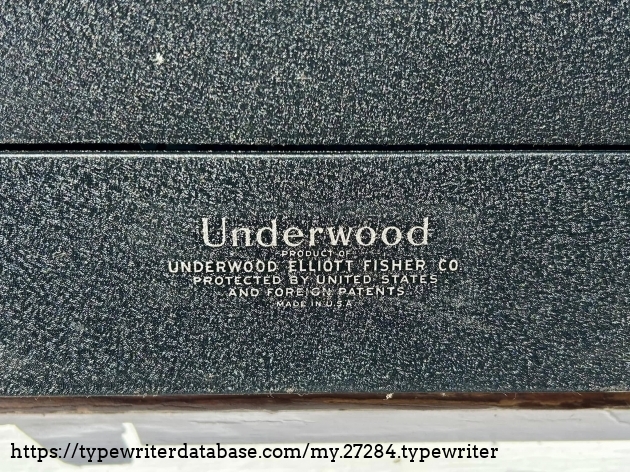 Underwood
PRODUCT OF
UNDERWOOD ELLIOTT FISHER CO.
PROTECTED BY UNITED STATES
AND FOREIGN PATENTS.
MADE IN U.S.A.
https://typewriterdatabase.com/my.27284.typewriter